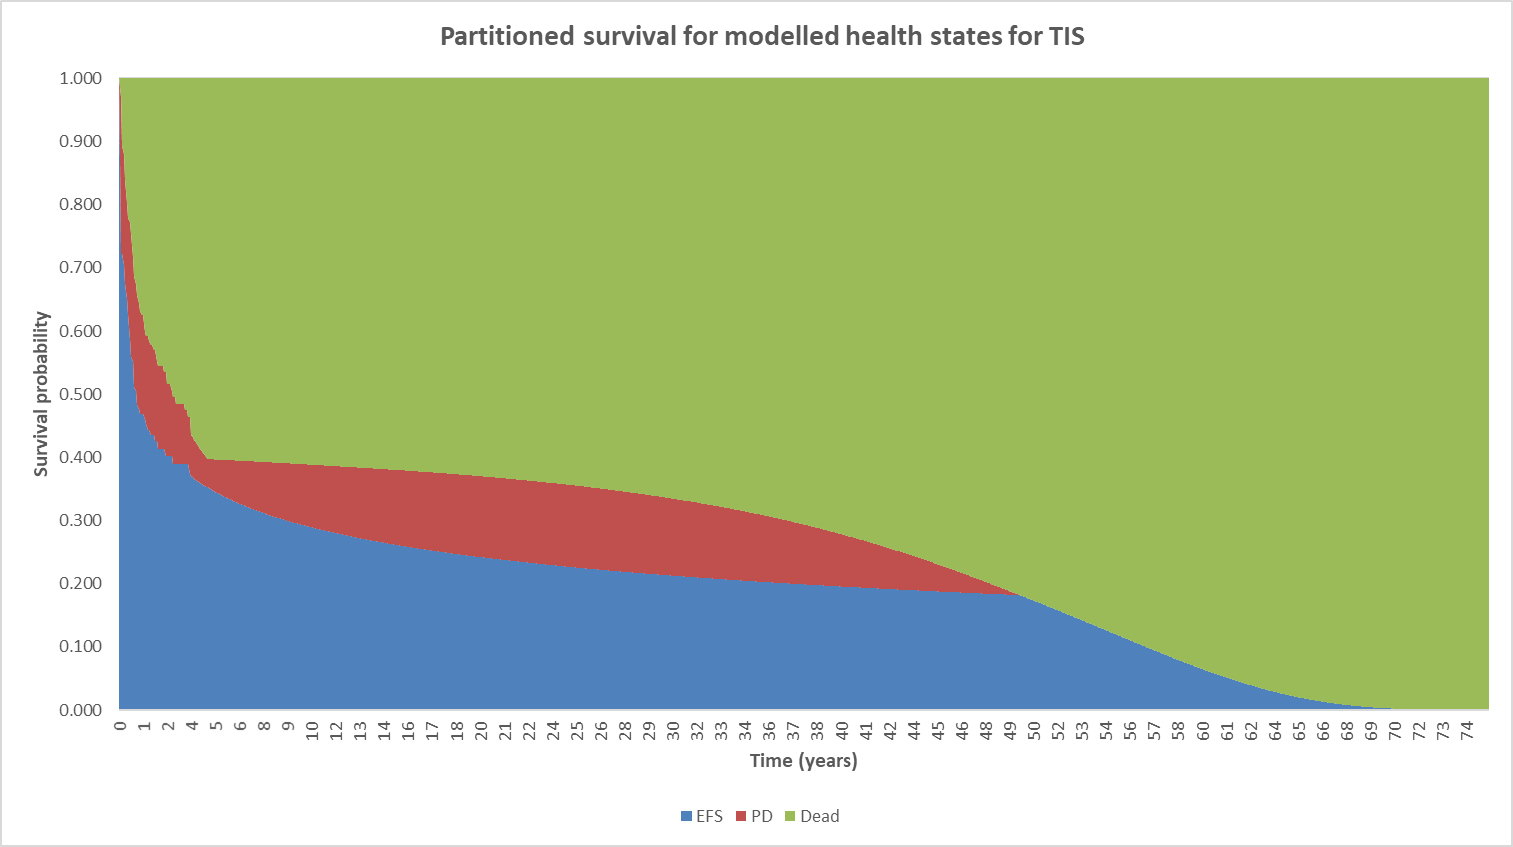 Partitioned survival for modelled health states for TIS
Survival probability
1.000
0.900
0.800
0.700
0.600
0.500
0.400
0.300
0.200
0.100
0.000
0 1 2 4 5 6 8 9 10 12 13 14 16 17 18 20 21 22 24 25 26 28 29 30 32 33 34 36 37 38 40 41 42 44 45 46 48 49 50 52 53 54 56 57 58 60 61 62 64 65 66 68 69 70 72 73 74
Time (years)
EFS PD Dead